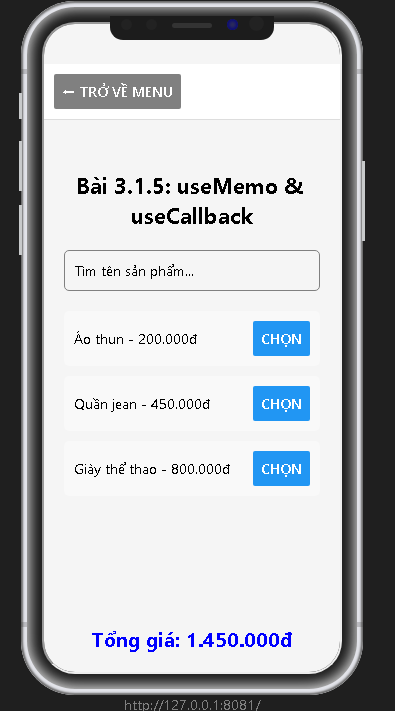 ← TRỞ VỀ MENU
Bài 3.1.5: useMemo &
useCallback
Tìm tên sản phẩm...
Áo thun - 200.000đ
CHỌN
Quần jean - 450.000đ
CHỌN
Giày thể thao - 800.000đ
CHỌN
Tổng giá: 1.450.000đ
http://127.0.0.1:8081/